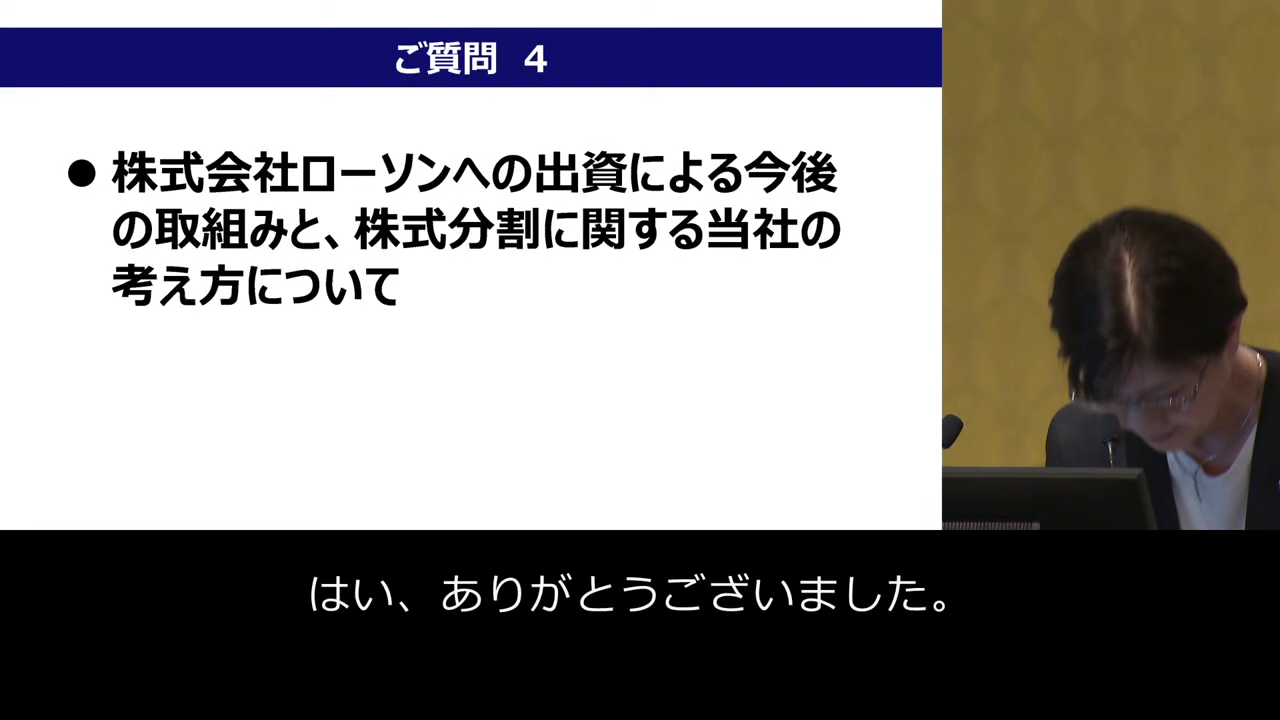 ご質問 4
● 株式会社ローソンへの出資による今後
の取組みと、株式分割に関する当社の
考え方について
はい、ありがとうございました。